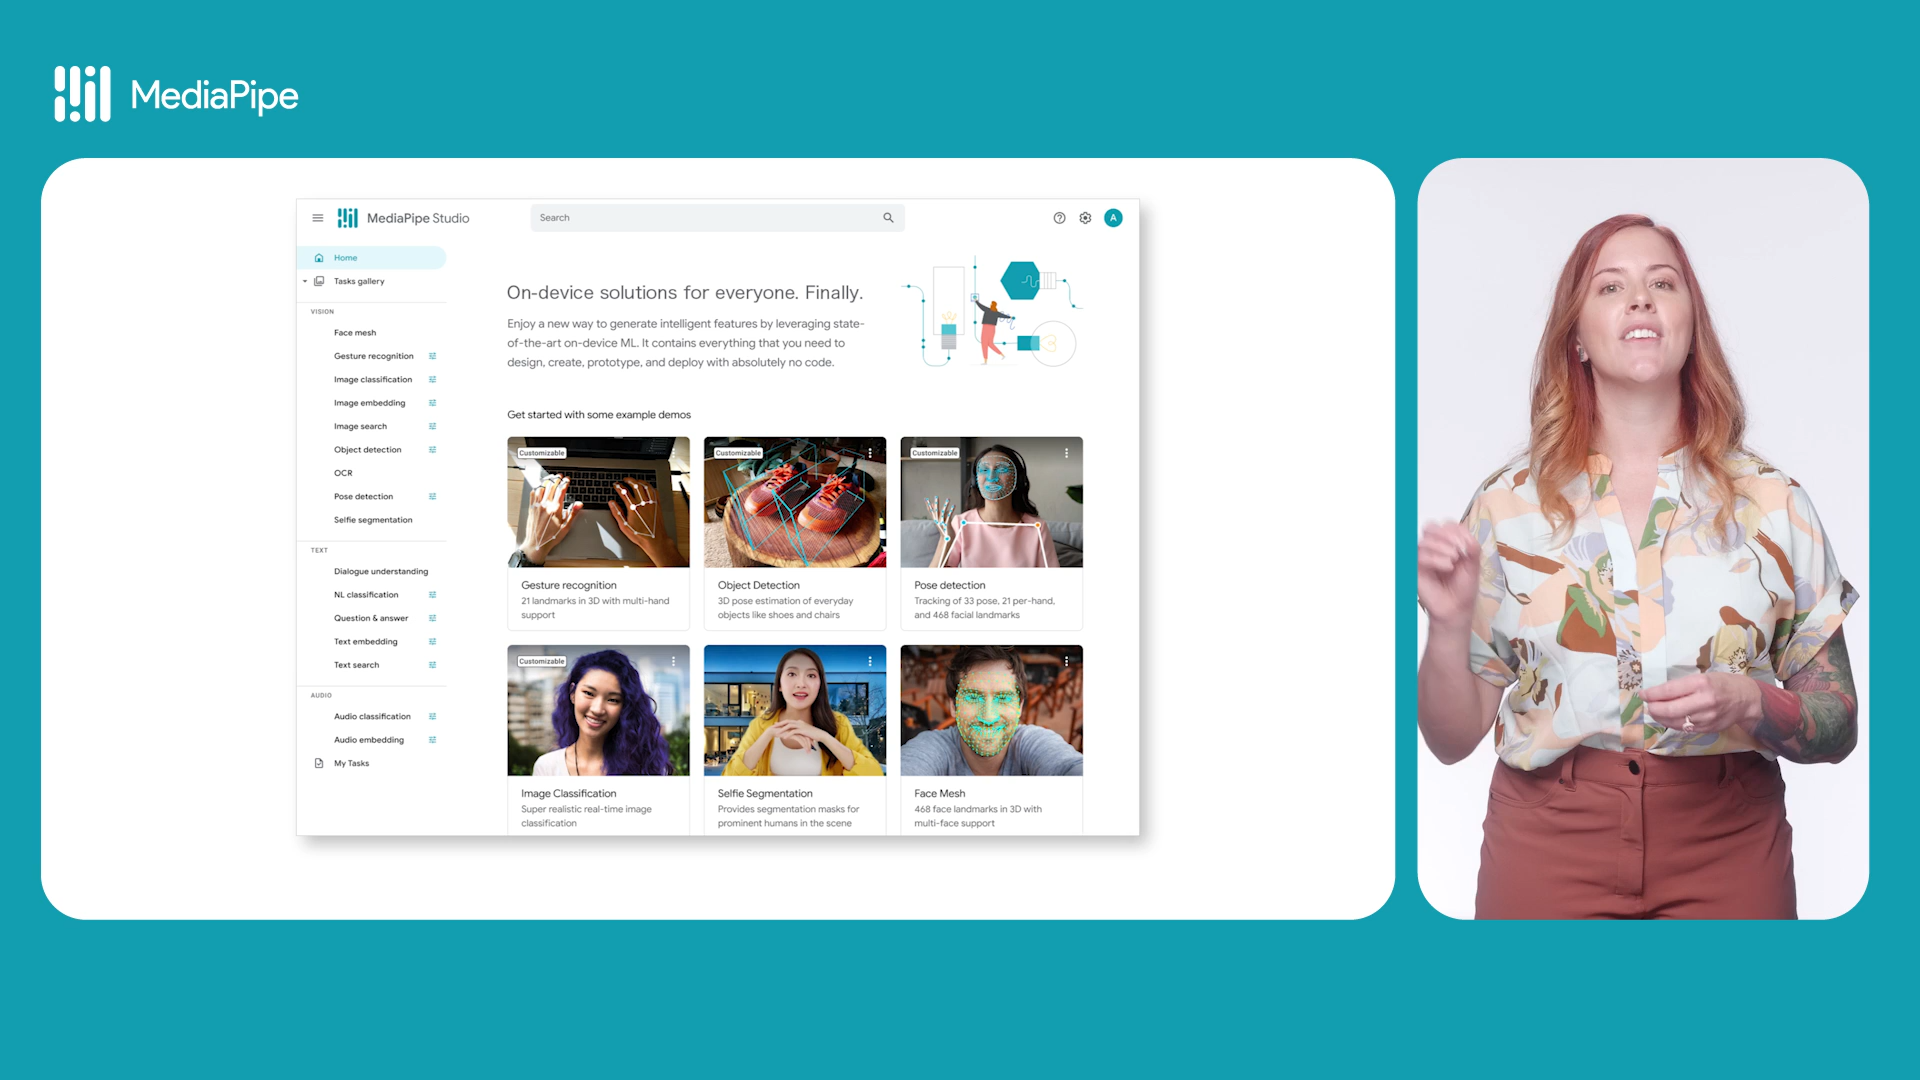 MediaPipe
MediaPipe Studio
Search
A
Home
Tasks gallery
VISION
Face mesh
Gesture recognition
Image classification
Image embedding
Image search
Object detection
OCR
Pose detection
Selfie segmentation
TEXT
Dialogue understanding
NL classification
Question & answer
Text embedding
Text search
AUDIO
Audio classification
Audio embedding
My Tasks
On-device solutions for everyone. Finally.
Enjoy a new way to generate intelligent features by leveraging state-
of-the-art on-device ML. It contains everything that you need to
design, create, prototype, and deploy with absolutely no code.
Get started with some example demos
Customizable
Gesture recognition
21 landmarks in 3D with multi-hand
support
Customizable
Object Detection
3D pose estimation of everyday
objects like shoes and chairs
Customizable
Pose detection
Tracking of 33 pose, 21 per-hand,
and 468 facial landmarks
Customizable
Image Classification
Super realistic real-time image
classification
Selfie Segmentation
Provides segmentation masks for
prominent humans in the scene
Face Mesh
468 face landmarks in 3D with
multi-face support